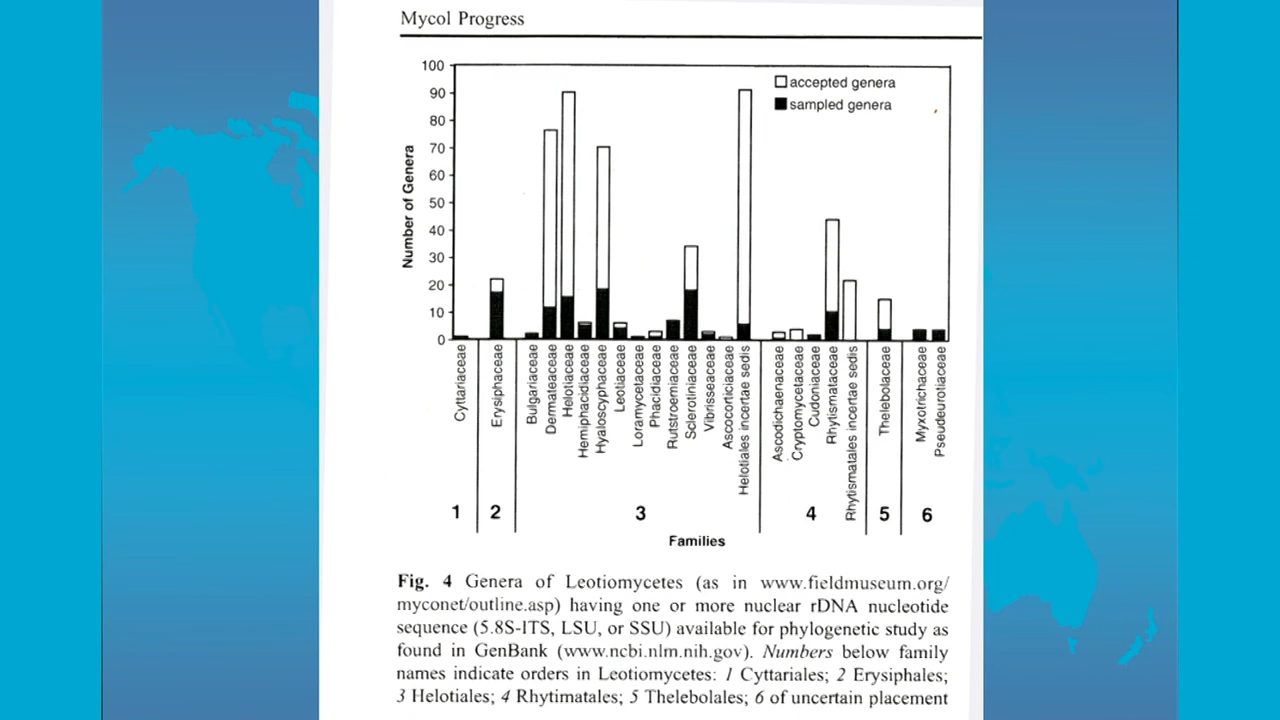 Mycol Progress
100
90
80
70
60
50
40
30
20
10
0
Number of Genera
accepted genera
sampled genera
Cyttariaceae
Erysiphaceae
Bulgariaceae
Dermateaceae
Helotiaceae
Hemiphacidiaceae
Hyaloscyphaceae
Leotiaceae
Loramycetaceae
Phacidiaceae
Rutstroemiaceae
Sclerotiniaceae
Vibrisseaceae
Ascocorticiaceae
Helotiales incertae sedis
Ascodichaenaceae
Cryptomycetaceae
Cudoniaceae
Rhytismataceae
Rhytismatales incertae sedis
Thelebolaceae
Myxotrichaceae
Pseudeurotiaceae
1 2 3 4 5 6
Families
Fig. 4 Genera of Leotiomycetes (as in www.fieldmuseum.org/
myconet/outline.asp) having one or more nuclear rDNA nucleotide
sequence (5.8S-ITS, LSU, or SSU) available for phylogenetic study as
found in GenBank (www.ncbi.nlm.nih.gov). Numbers below family
names indicate orders in Leotiomycetes: 1 Cyttariales; 2 Erysiphales;
3 Helotiales; 4 Rhytimatales; 5 Thelebolales; 6 of uncertain placement